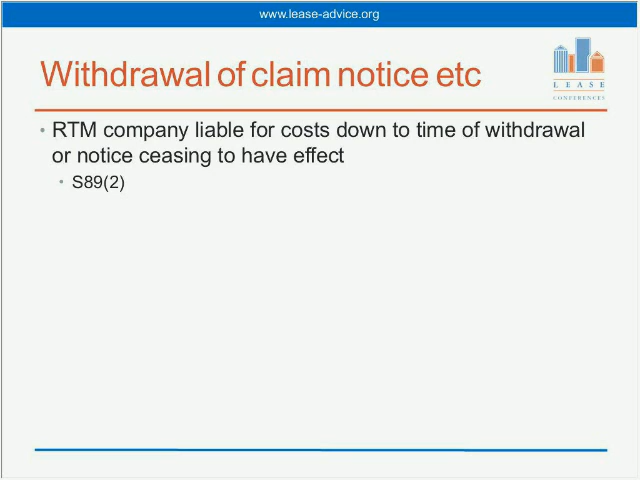 www.lease-advice.org
Withdrawal of claim notice etc
L E A S E
CONFERENCES
• RTM company liable for costs down to time of withdrawal
or notice ceasing to have effect
• S89(2)